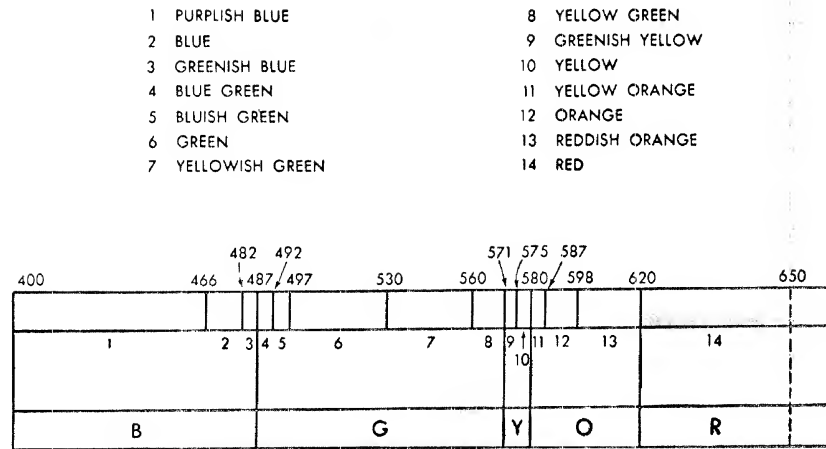 1 PURPLISH BLUE
2 BLUE
3 GREENISH BLUE
4 BLUE GREEN
5 BLUISH GREEN
6 GREEN
7 YELLOWISH GREEN
8 YELLOW GREEN
9 GREENISH YELLOW
10 YELLOW
11 YELLOW ORANGE
12 ORANGE
13 REDDISH ORANGE
14 RED
482 492 571 575 587
400 466 487 497 530 560 580 598 620 650
1 2 3 4 5 6 7 8 9 11 12 13 14
10
B G Y O R